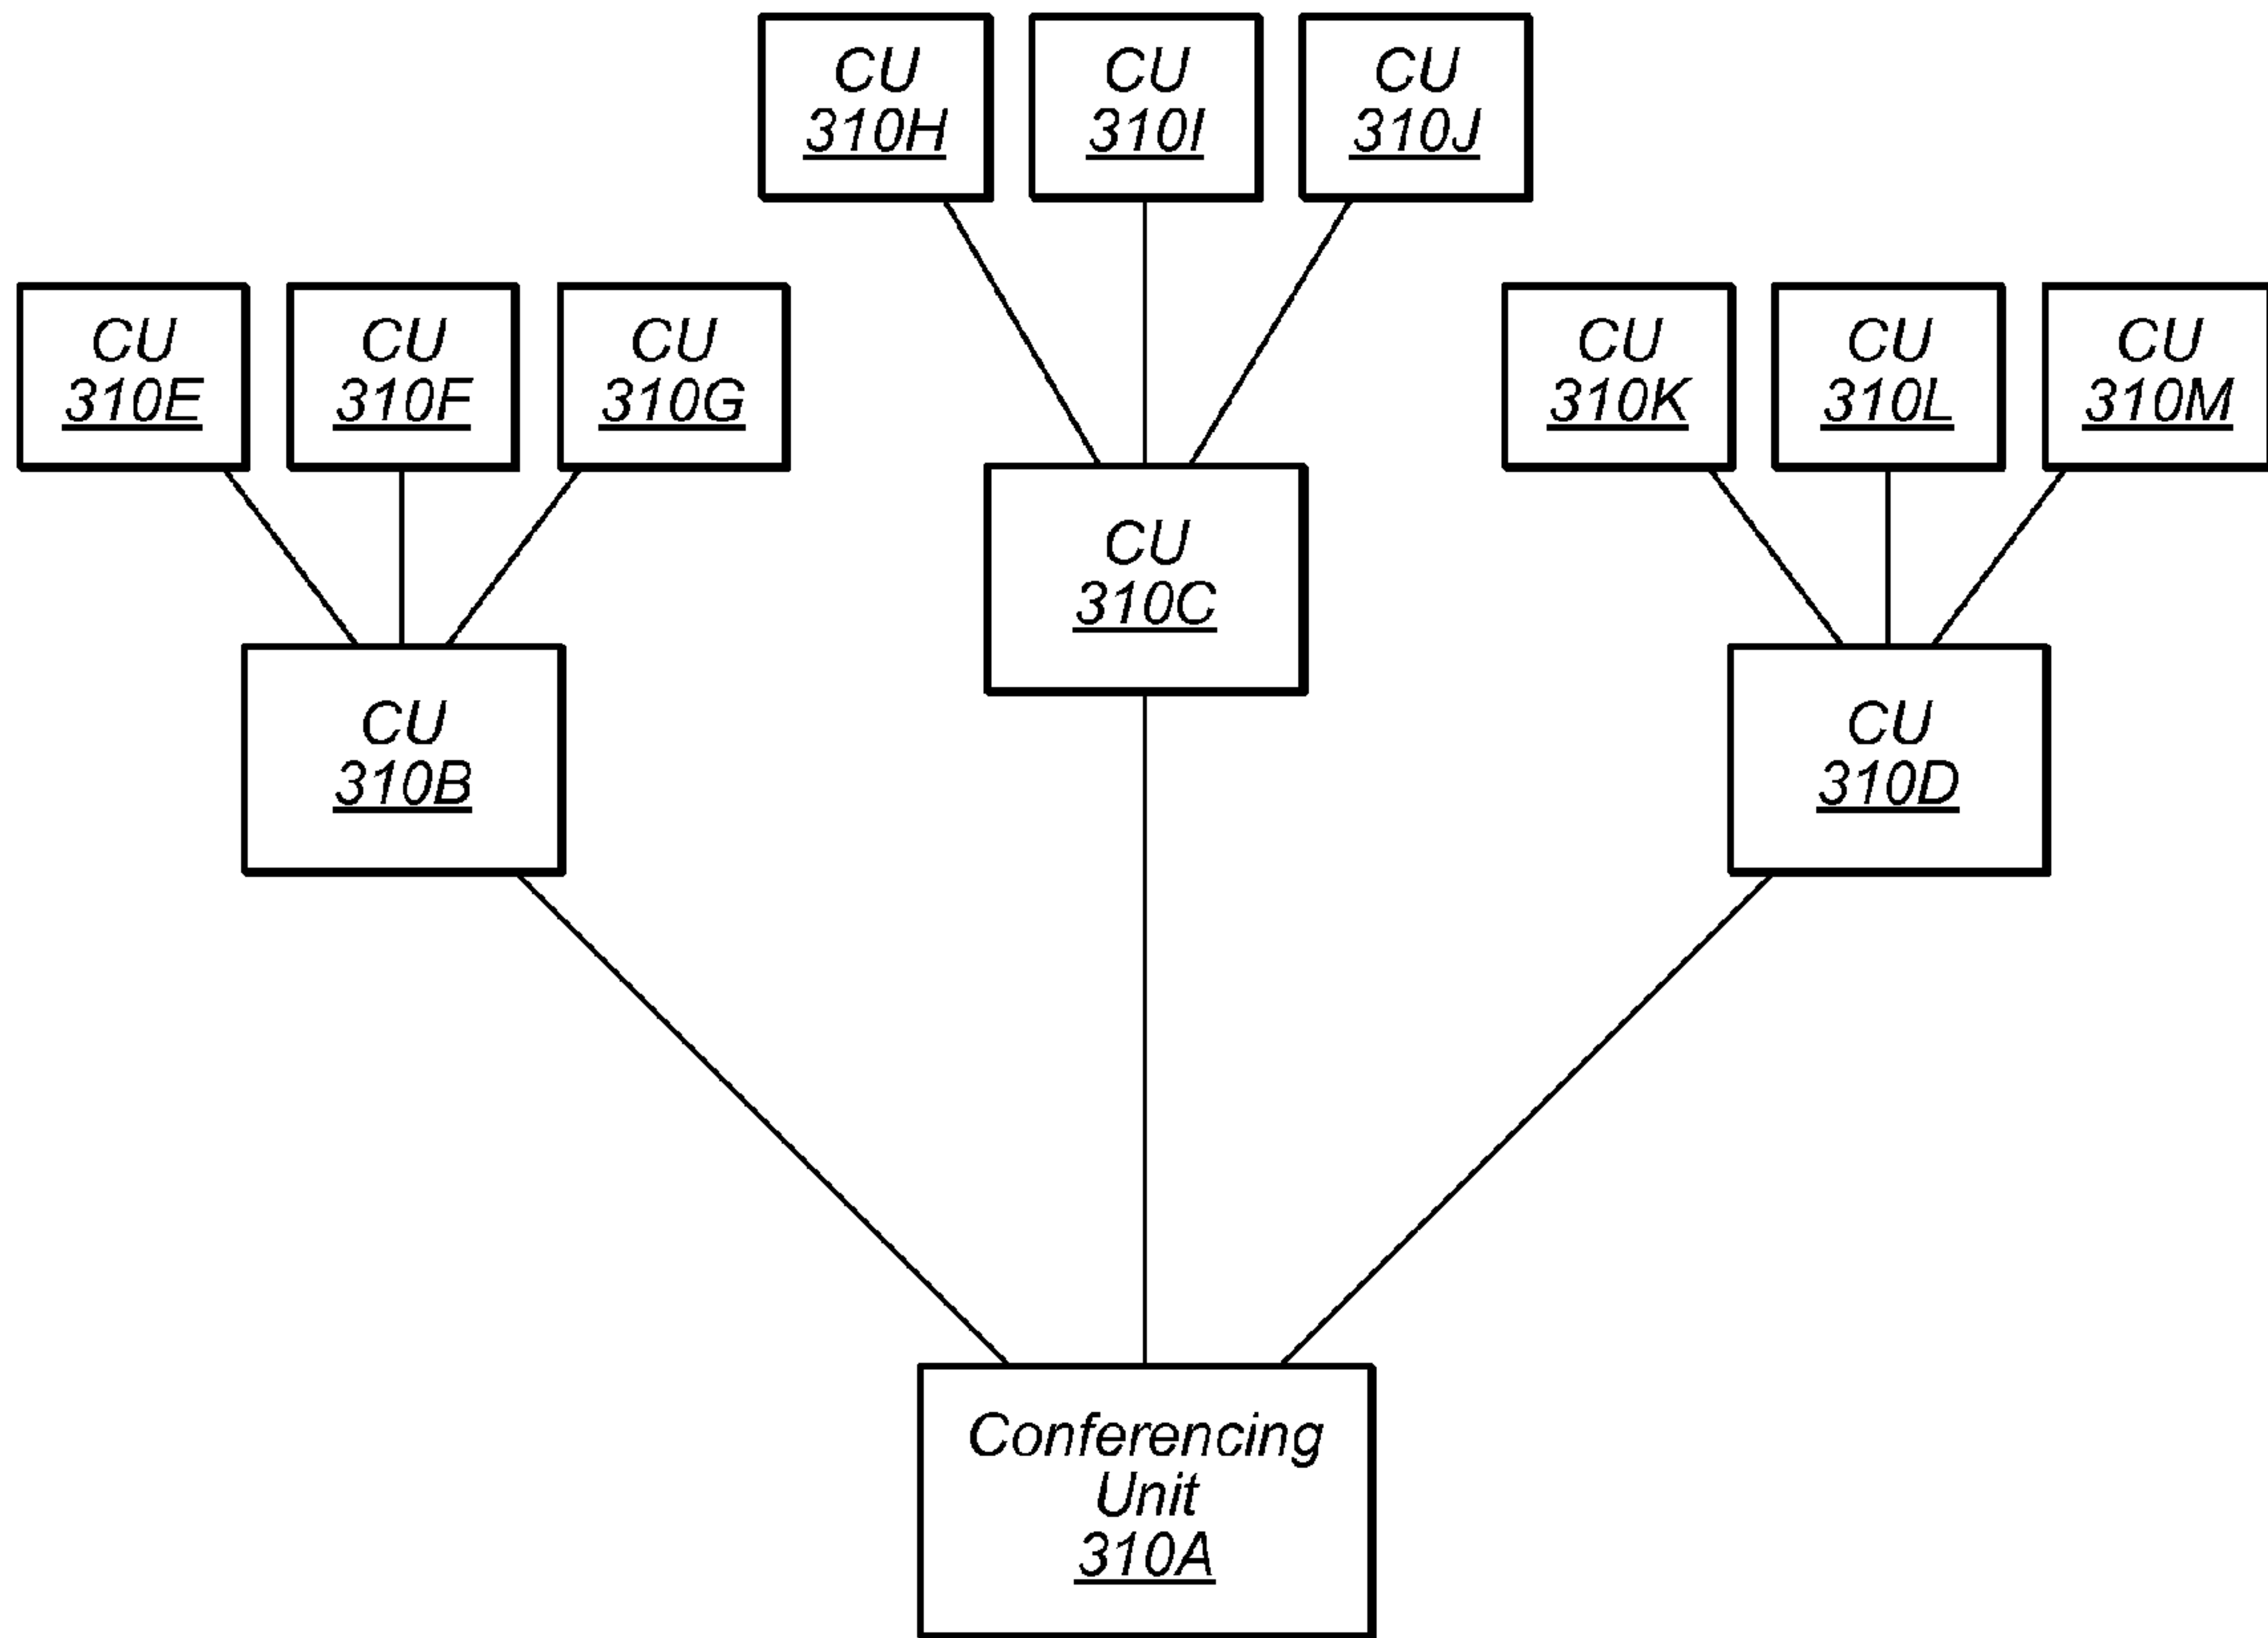 CU
310H
CU
310I
CU
310J
CU
310E
CU
310F
CU
310G
CU
310K
CU
310L
CU
310M
CU
310C
CU
310B
CU
310D
Conferencing
Unit
310A